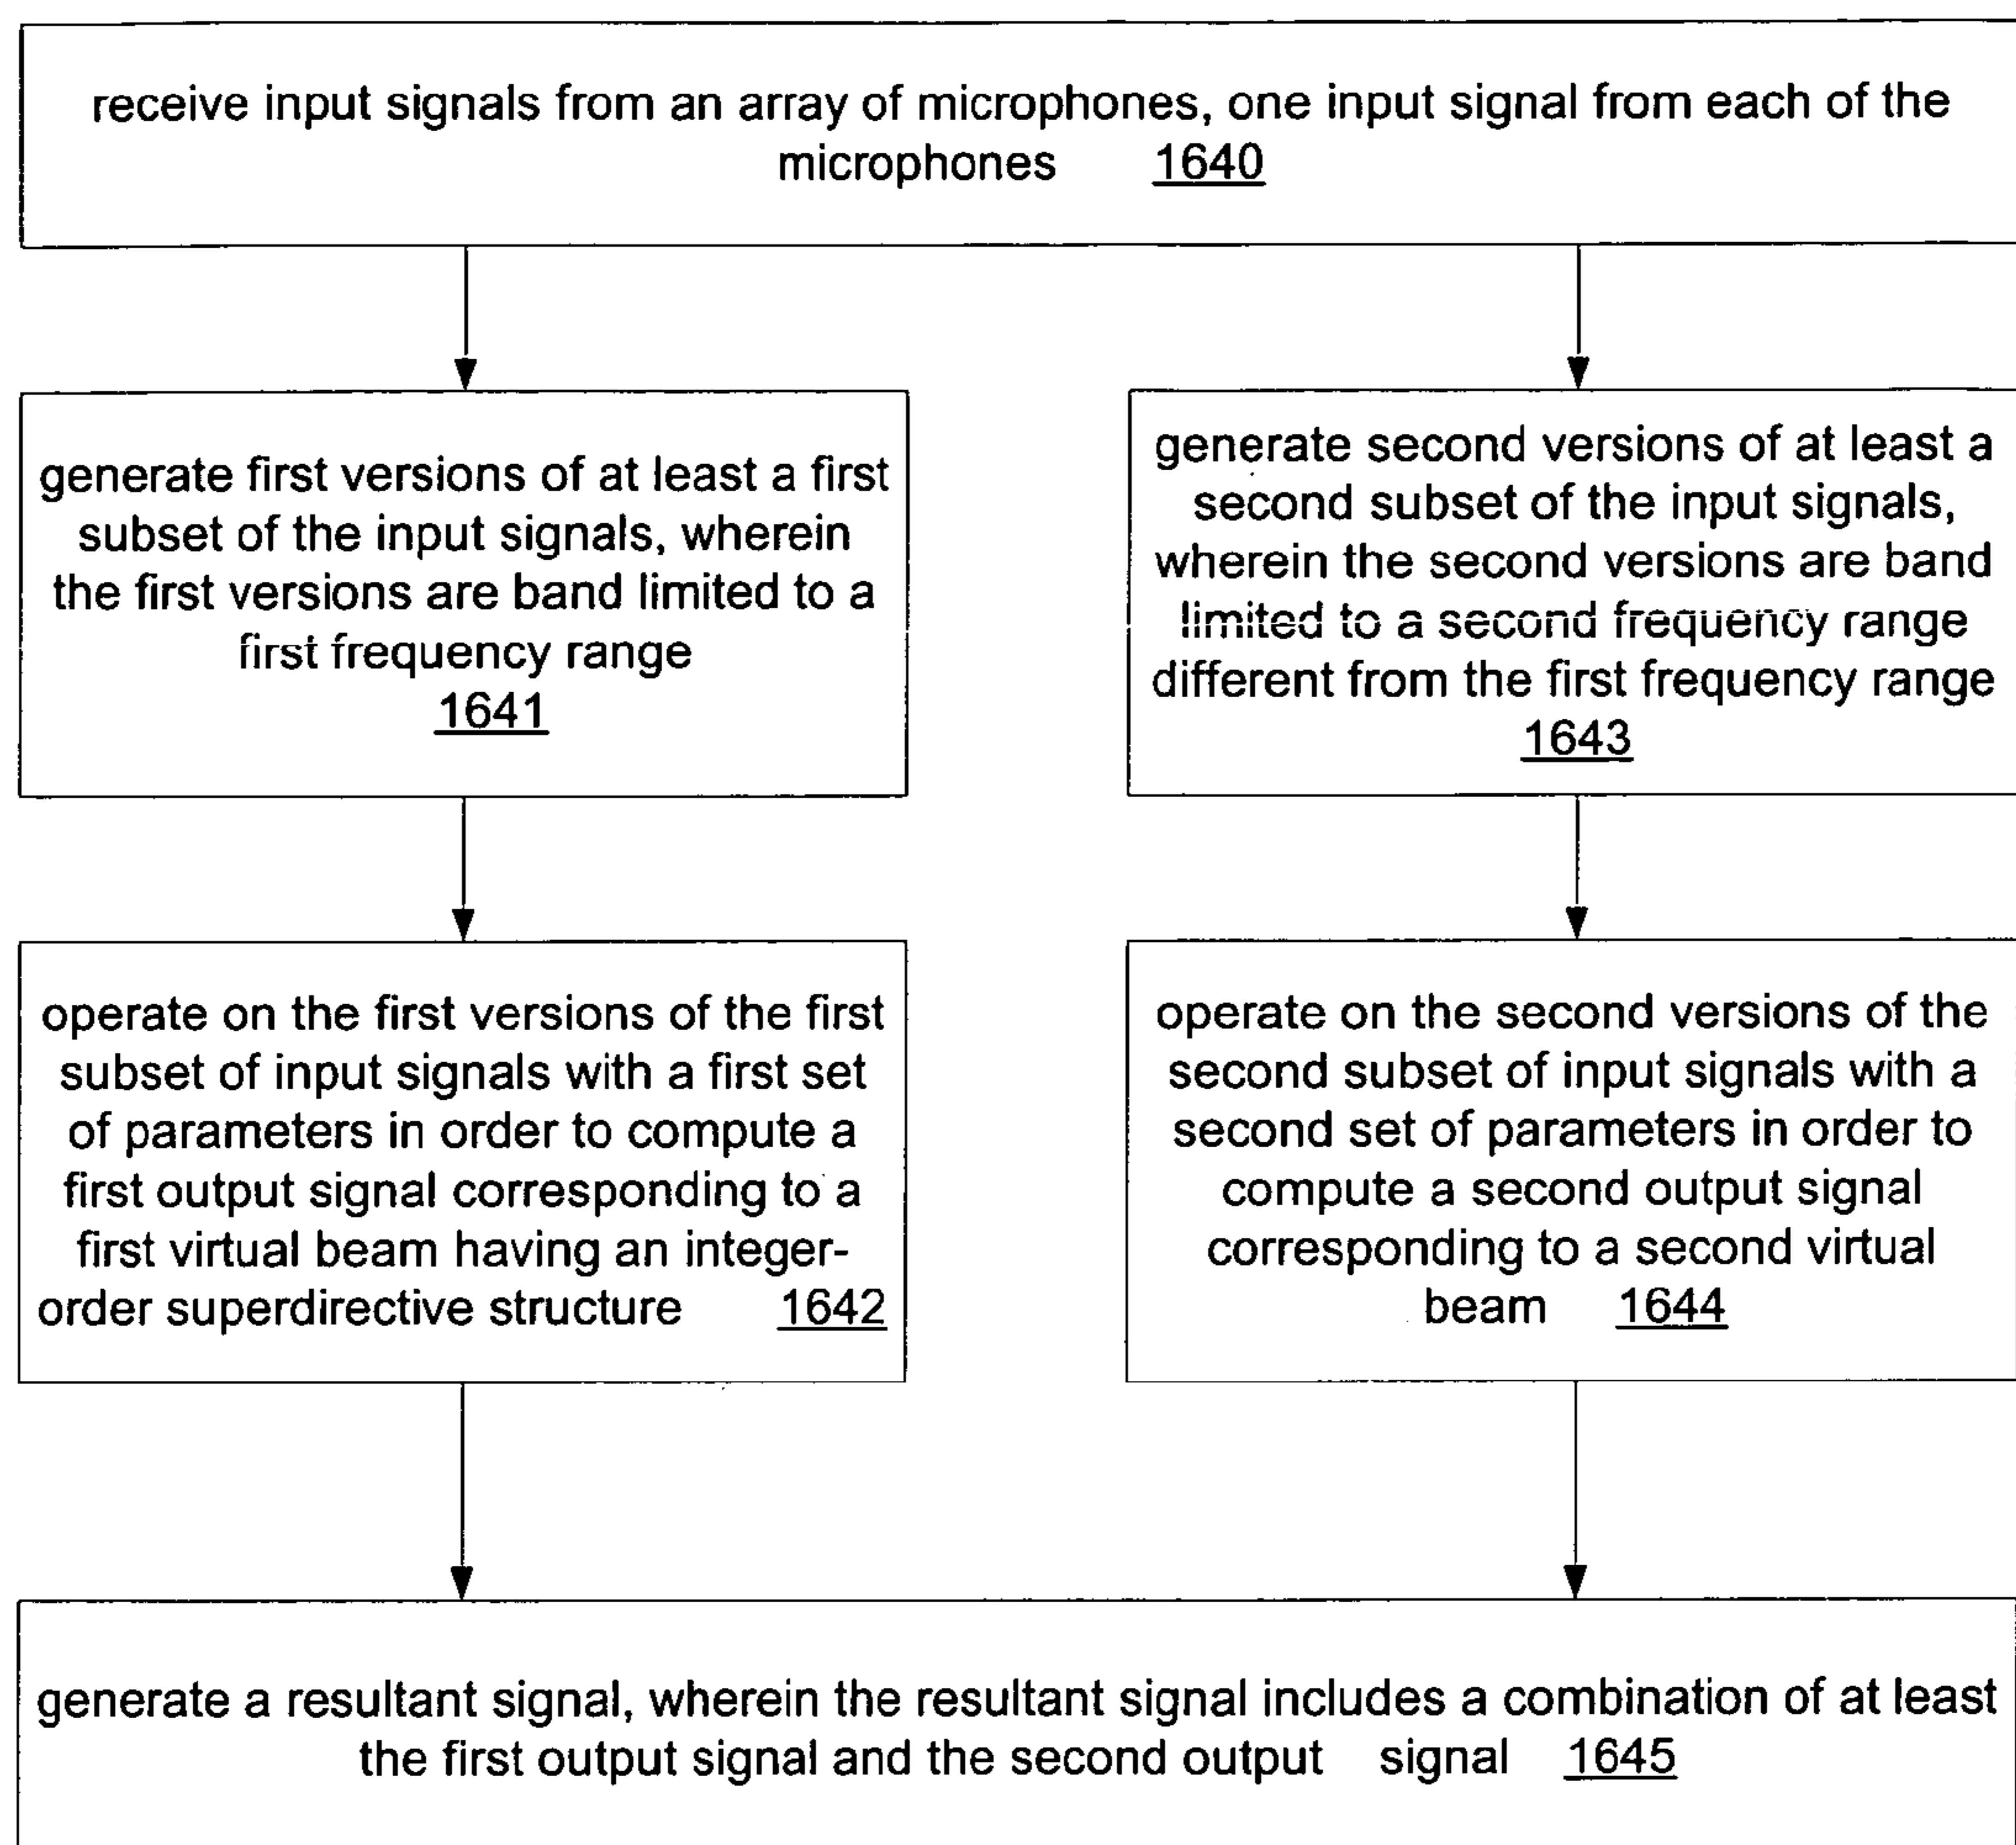 receive input signals from an array of microphones, one input signal from each of the
microphones 1640
generate first versions of at least a first
subset of the input signals, wherein
the first versions are band limited to a
first frequency range
1641
generate second versions of at least a
second subset of the input signals,
wherein the second versions are band
limited to a second frequency range
different from the first frequency range
1643
operate on the first versions of the first
subset of input signals with a first set
of parameters in order to compute a
first output signal corresponding to a
first virtual beam having an integer-
order superdirective structure 1642
operate on the second versions of the
second subset of input signals with a
second set of parameters in order to
compute a second output signal
corresponding to a second virtual
beam 1644
generate a resultant signal, wherein the resultant signal includes a combination of at least
the first output signal and the second output signal 1645